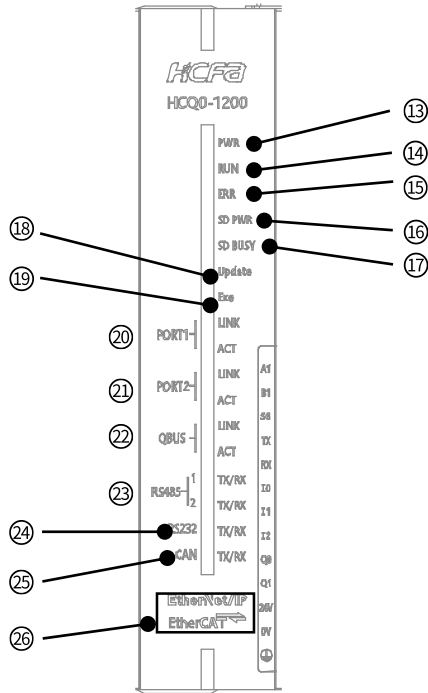 HCFA
HCQ0-1200
PWR ⑬
RUN ⑭
ERR ⑮
SD PWR ⑯
SD BUSY ⑰
⑱ Update
⑲ Exe
⑳ PORT1 LINK
ACT
㉑ PORT2 LINK
ACT
㉒ QBUS LINK
ACT
㉓ RS485 1 TX/RX
2 TX/RX
㉔ RS232 TX/RX
㉕ CAN TX/RX
㉖ EtherNet/IP
EtherCAT
A1
B1
SG
TX
RX
I0
I1
I2
Q0
Q1
24V
0V